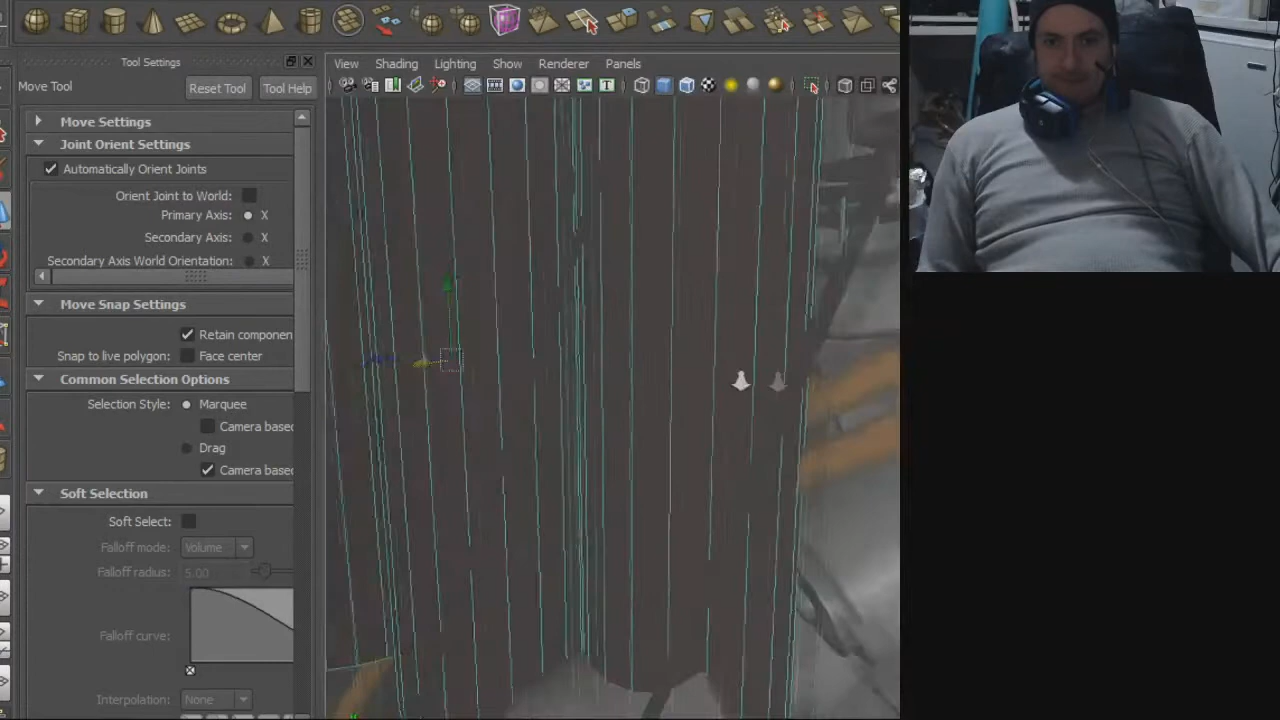 Tool Settings
View Shading Lighting Show Renderer Panels
Move Tool
Reset Tool
Tool Help
T
Move Settings
Joint Orient Settings
Automatically Orient Joints
Orient Joint to World:
Primary Axis: X
Secondary Axis: X
Secondary Axis World Orientation: X
Move Snap Settings
Retain componen
Snap to live polygon: Face center
Common Selection Options
Selection Style: Marquee
Camera based
Drag
Camera based
Soft Selection
Soft Select:
Falloff mode: Volume
Falloff radius: 5.00
Falloff curve:
Interpolation: None